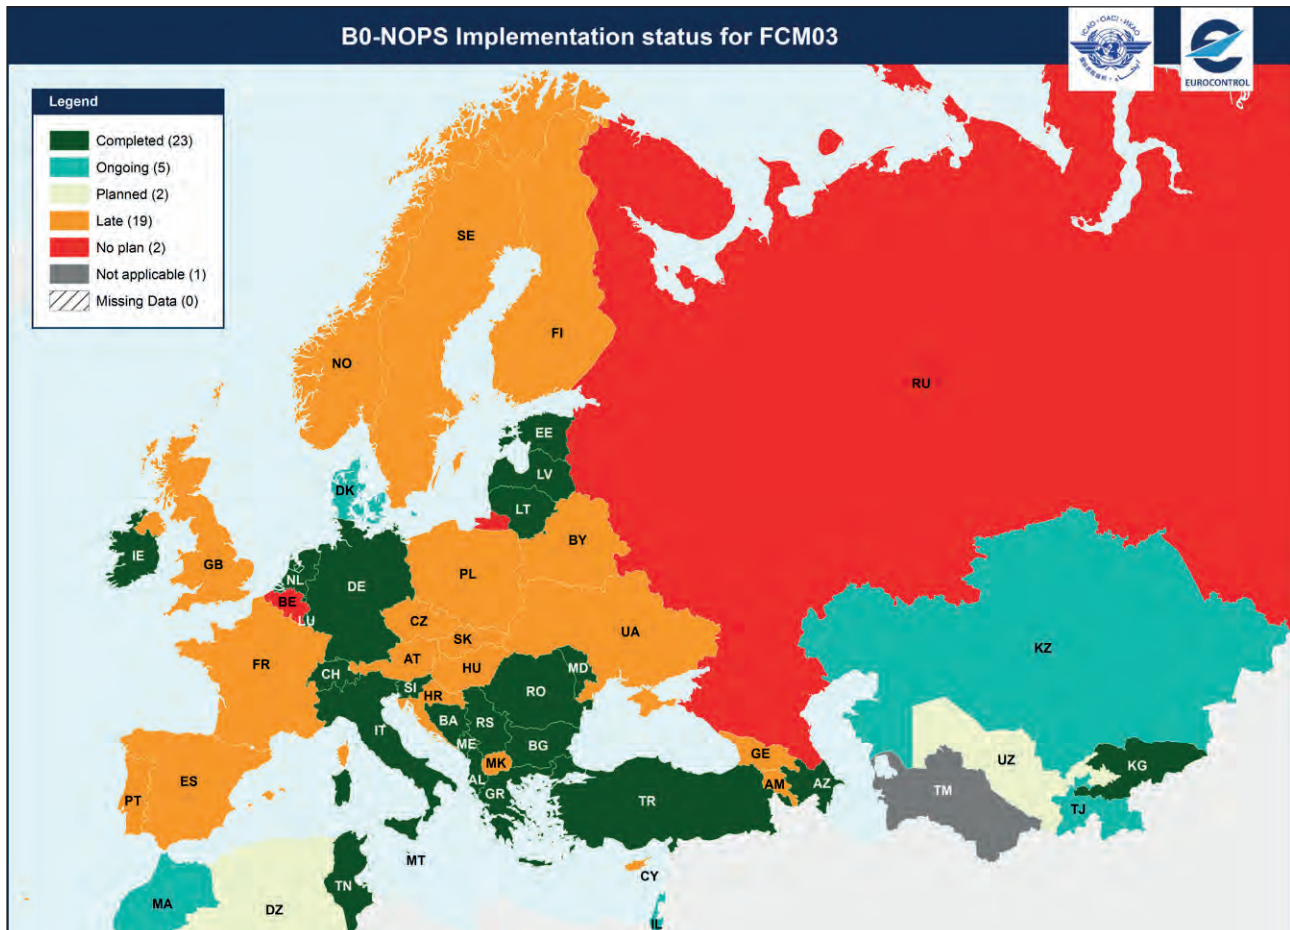 B0-NOPS Implementation status for FCM03
ICAO · OACI · ИКАО
EUROCONTROL
Legend
Completed (23)
Ongoing (5)
Planned (2)
Late (19)
No plan (2)
Not applicable (1)
Missing Data (0)
SE
FI
NO
RU
EE
LV
DK
LT
BY
IE
GB
NL
DE
PL
BE
LU
CZ
UA
SK
KZ
FR
AT
HU
CH
MD
SI
RO
HR
IT
BA
RS
ME
BG
GE
UZ
KG
MK
ES
AL
AM
AZ
TM
PT
GR
TR
TJ
MT
CY
TN
MA
DZ
IL